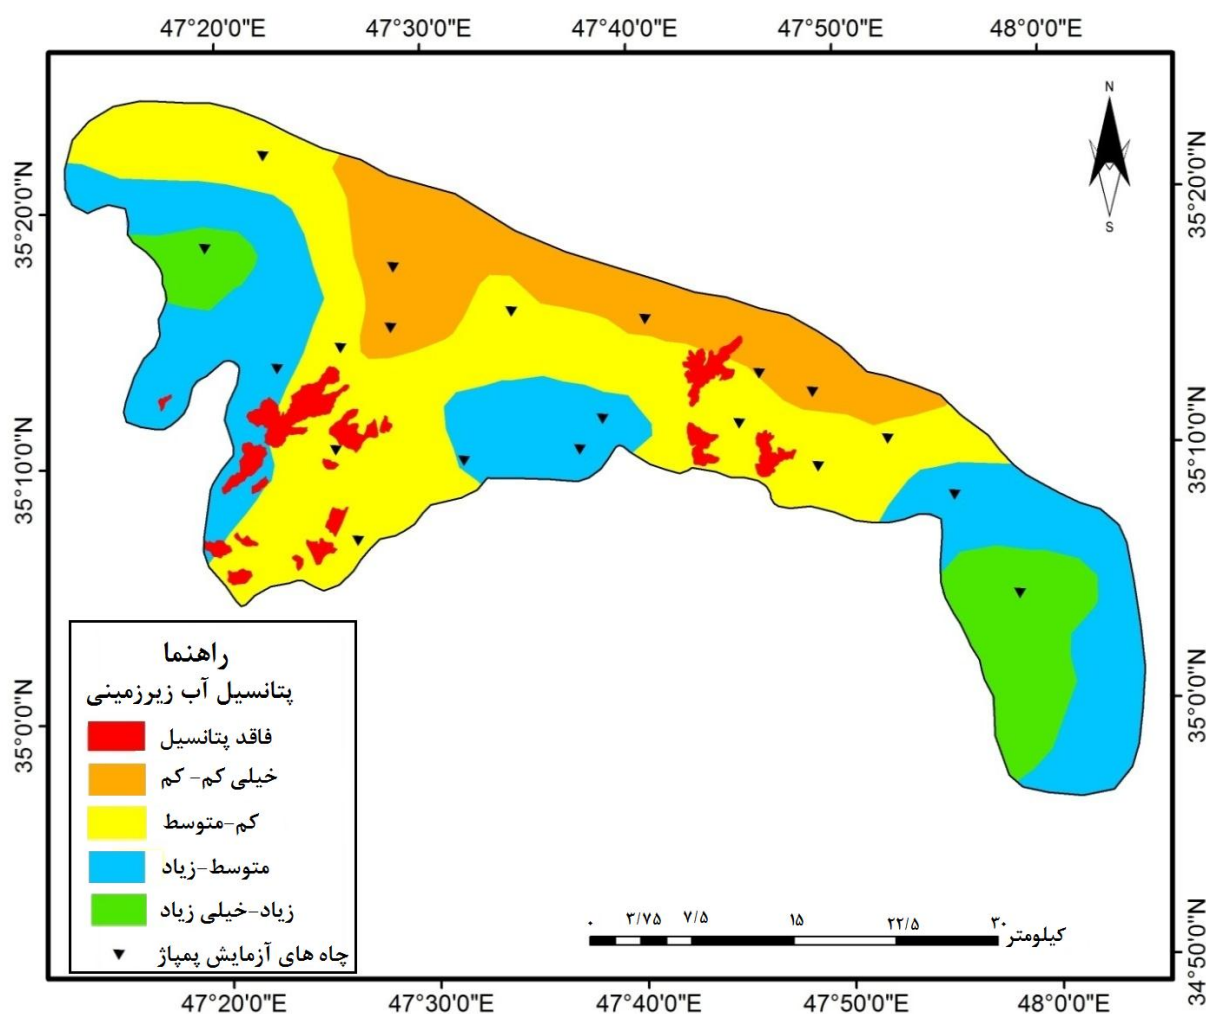 47°20'0"E 47°30'0"E 47°40'0"E 47°50'0"E 48°0'0"E
N
S
35°20'0"N
35°10'0"N
35°0'0"N
35°20'0"N
35°10'0"N
35°0'0"N
34°50'0"N
راهنما
پتانسیل آب زیرزمینی
فاقد پتانسیل
خیلی کم- کم
کم-متوسط
متوسط-زیاد
زیاد-خیلی زیاد
چاه های آزمایش پمپاژ
۰ ۳/۷۵ ۷/۵ ۱۵ ۲۲/۵ ۳۰
کیلومتر
47°20'0"E 47°30'0"E 47°40'0"E 47°50'0"E 48°0'0"E